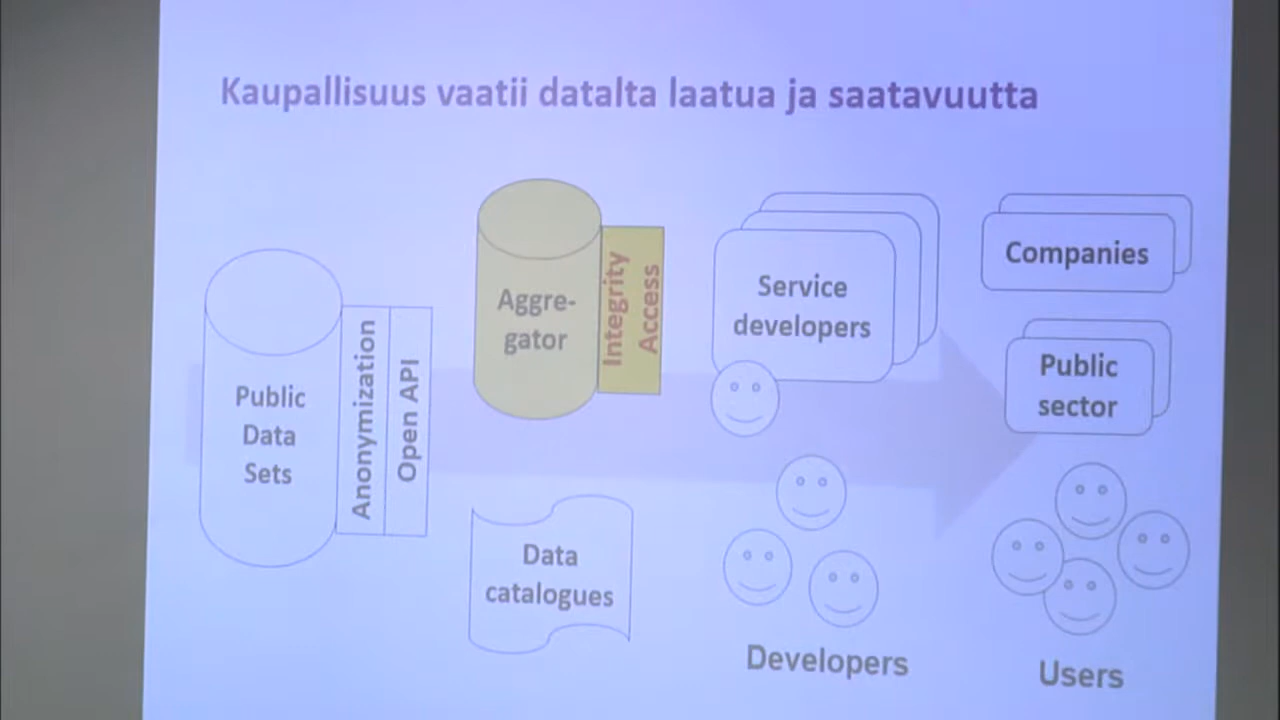 Kaupallisuus vaatii datalta laatua ja saatavuutta
Public
Data
Sets
Anonymization
Open API
Aggre-
gator
Integrity
Access
Data
catalogues
Service
developers
Developers
Companies
Public
sector
Users